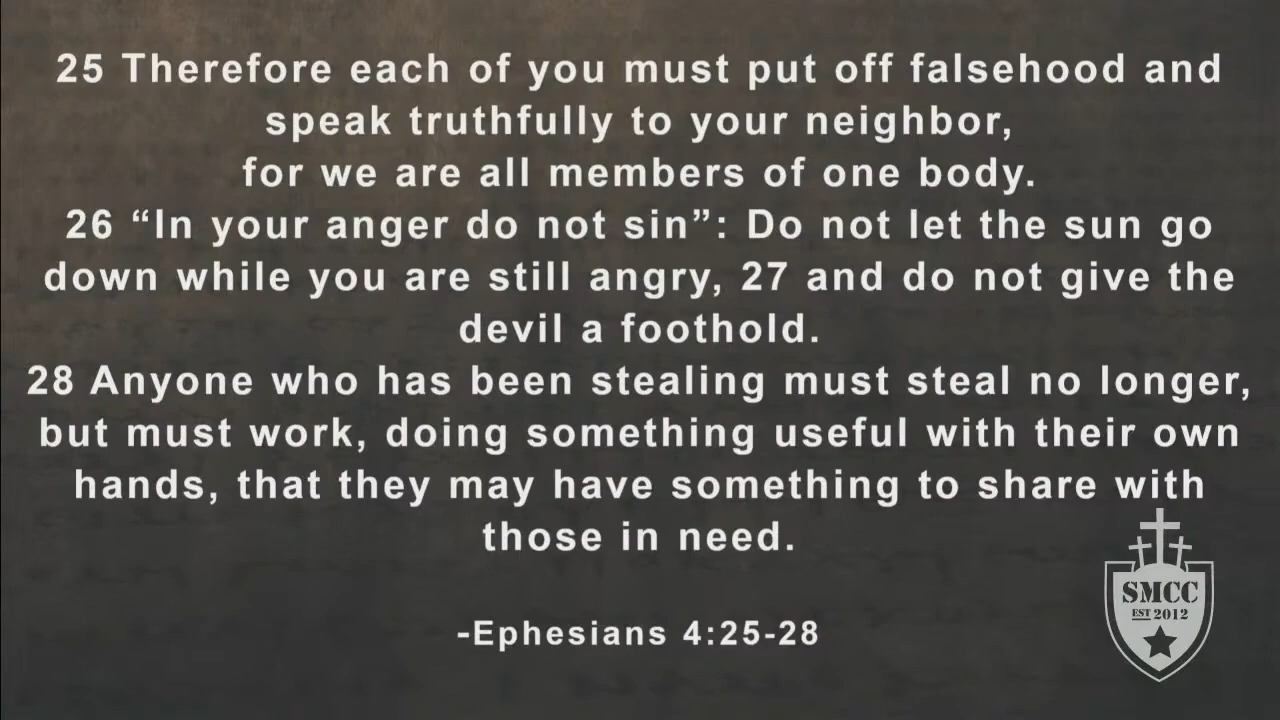 25 Therefore each of you must put off falsehood and
speak truthfully to your neighbor,
for we are all members of one body.
26 “In your anger do not sin”: Do not let the sun go
down while you are still angry, 27 and do not give the
devil a foothold.
28 Anyone who has been stealing must steal no longer,
but must work, doing something useful with their own
hands, that they may have something to share with
those in need.
-Ephesians 4:25-28
SMCC
EST 2012